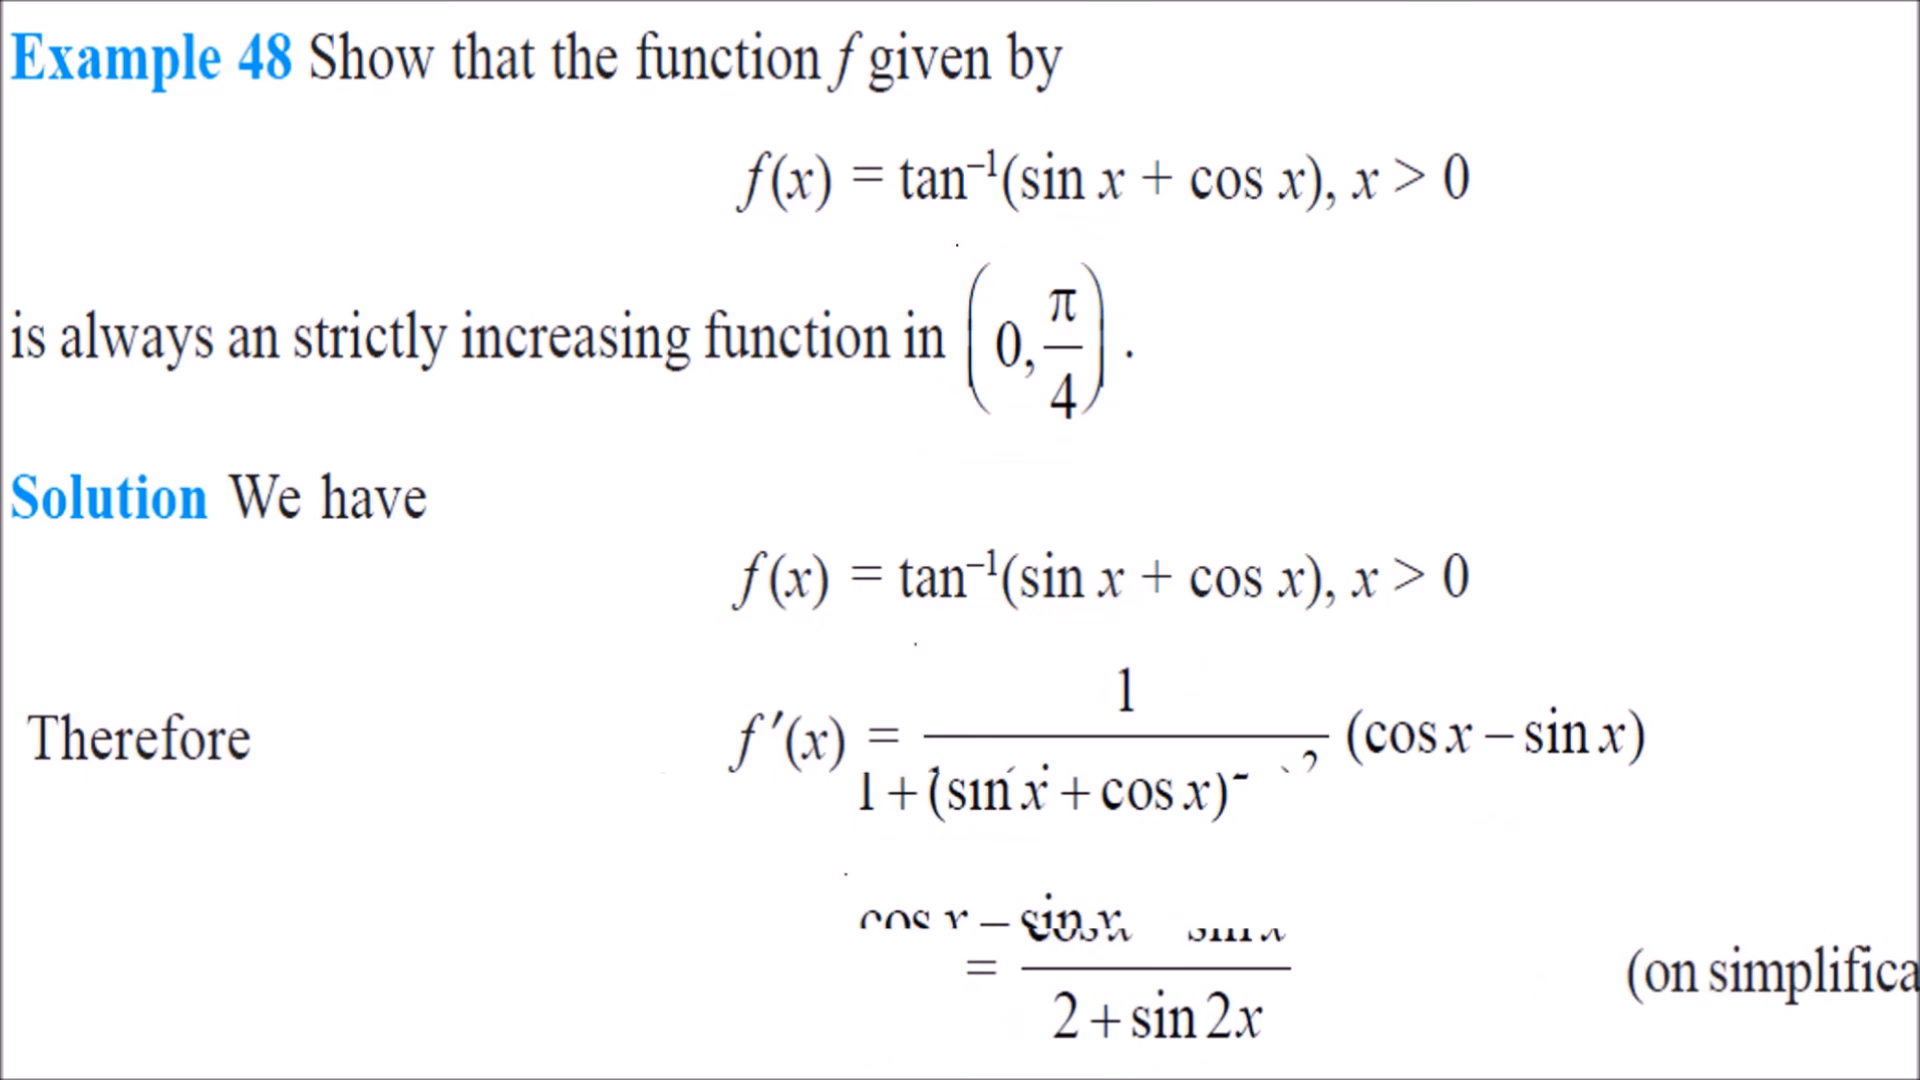 Example 48 Show that the function f given by
f(x) = tan⁻¹(sin x + cos x), x > 0
is always an strictly increasing function in (0, π/4) .
Solution We have
f(x) = tan⁻¹(sin x + cos x), x > 0
Therefore f′(x) = 1 / 1+(sin x + cos x)² (cos x – sin x)
= cos x – sin x / 2 + sin 2x (on simplifica